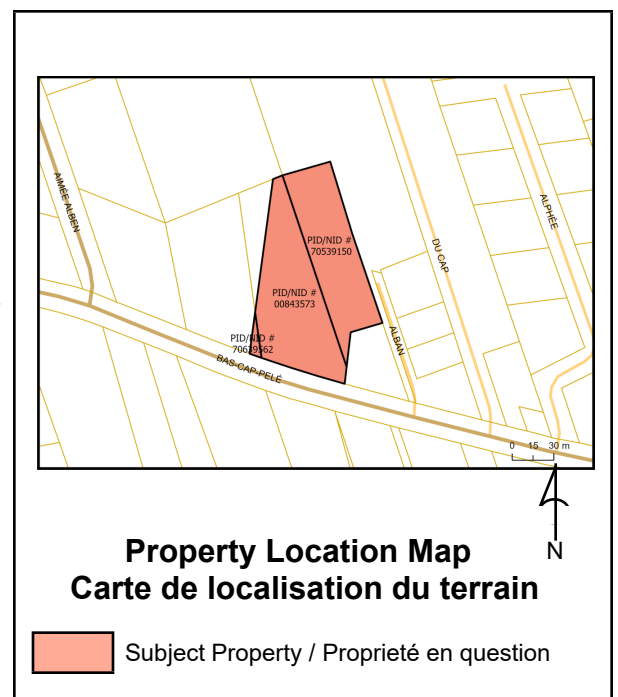 AIMÉE-ALBEN
PID/NID #
70539150
DU CAP
ALPHÉE
PID/NID #
00843573
PID/NID #
ALBAN
BAS-CAP-PELÉ
0 15 30 m
N
Property Location Map
Carte de localisation du terrain
Subject Property / Proprieté en question